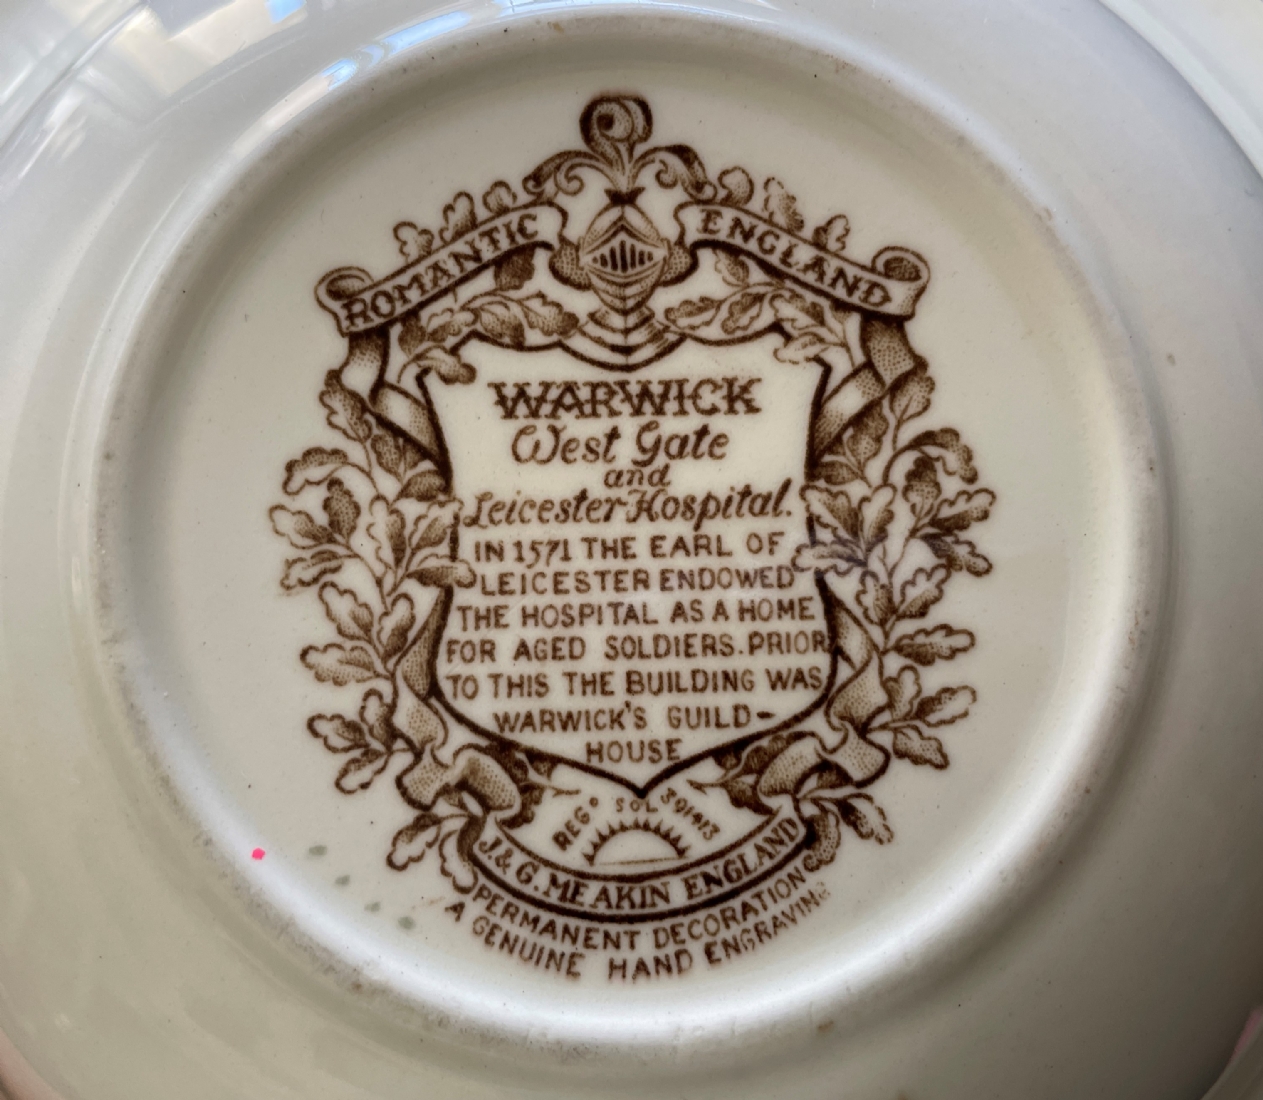 ROMANTIC ENGLAND
WARWICK
West Gate
and
Leicester Hospital.
IN 1571 THE EARL OF
LEICESTER ENDOWED
THE HOSPITAL AS A HOME
FOR AGED SOLDIERS. PRIOR
TO THIS THE BUILDING WAS
WARWICK'S GUILD-
HOUSE
REGº SOL 391413
J.& G. MEAKIN ENGLAND
PERMANENT DECORATION
A GENUINE HAND ENGRAVING